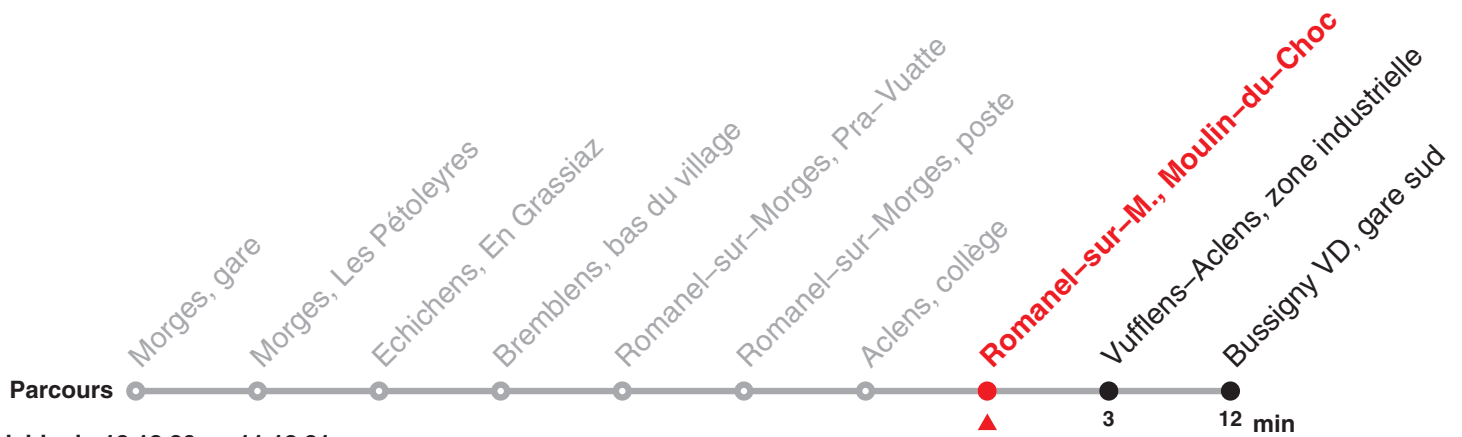 Morges, gare
Morges, Les Pétoleyres
Echichens, En Grassiaz
Bremblens, bas du village
Romanel–sur–Morges, Pra–Vuatte
Romanel–sur–Morges, poste
Aclens, collège
Romanel–sur–M., Moulin–du–Choc
Vufflens–Aclens, zone industrielle
Bussigny VD, gare sud
Parcours
3 12 min